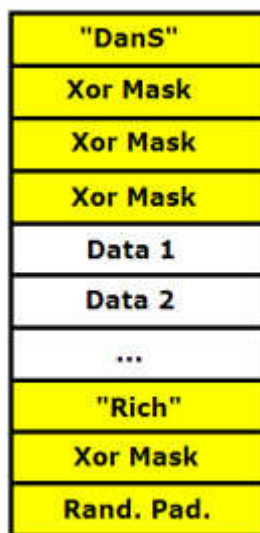 "DanS"
Xor Mask
Xor Mask
Xor Mask
Data 1
Data 2
...
"Rich"
Xor Mask
Rand. Pad.